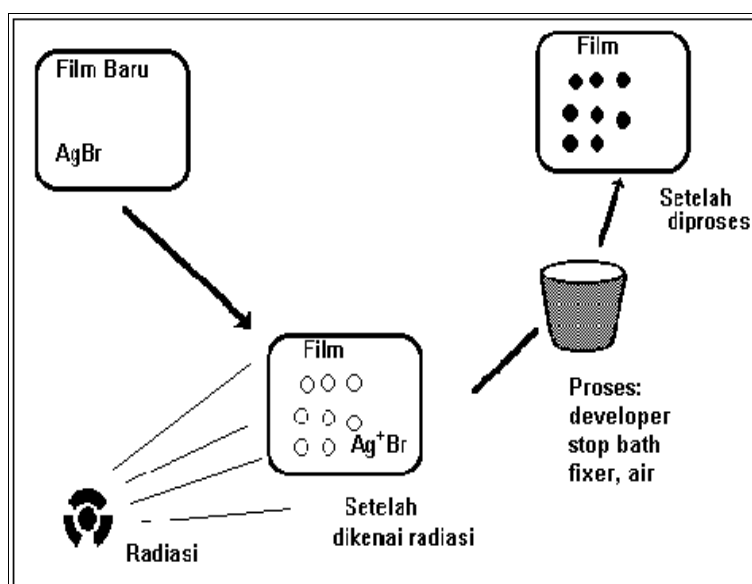 Film Baru
AgBr
Film
Ag⁺Br
Setelah
dikenai radiasi
Radiasi
Proses:
developer
stop bath
fixer, air
Setelah
diproses
Film